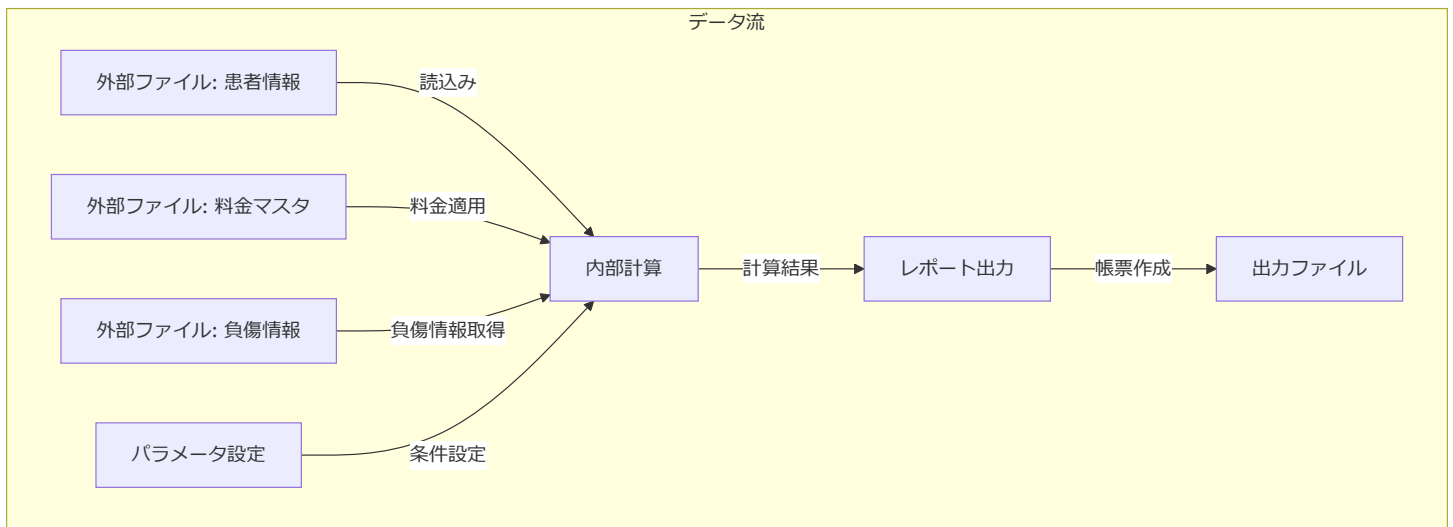 データ流
外部ファイル: 患者情報
読込み
外部ファイル: 料金マスタ
料金適用
内部計算
計算結果
レポート出力
帳票作成
出力ファイル
外部ファイル: 負傷情報
負傷情報取得
パラメータ設定
条件設定